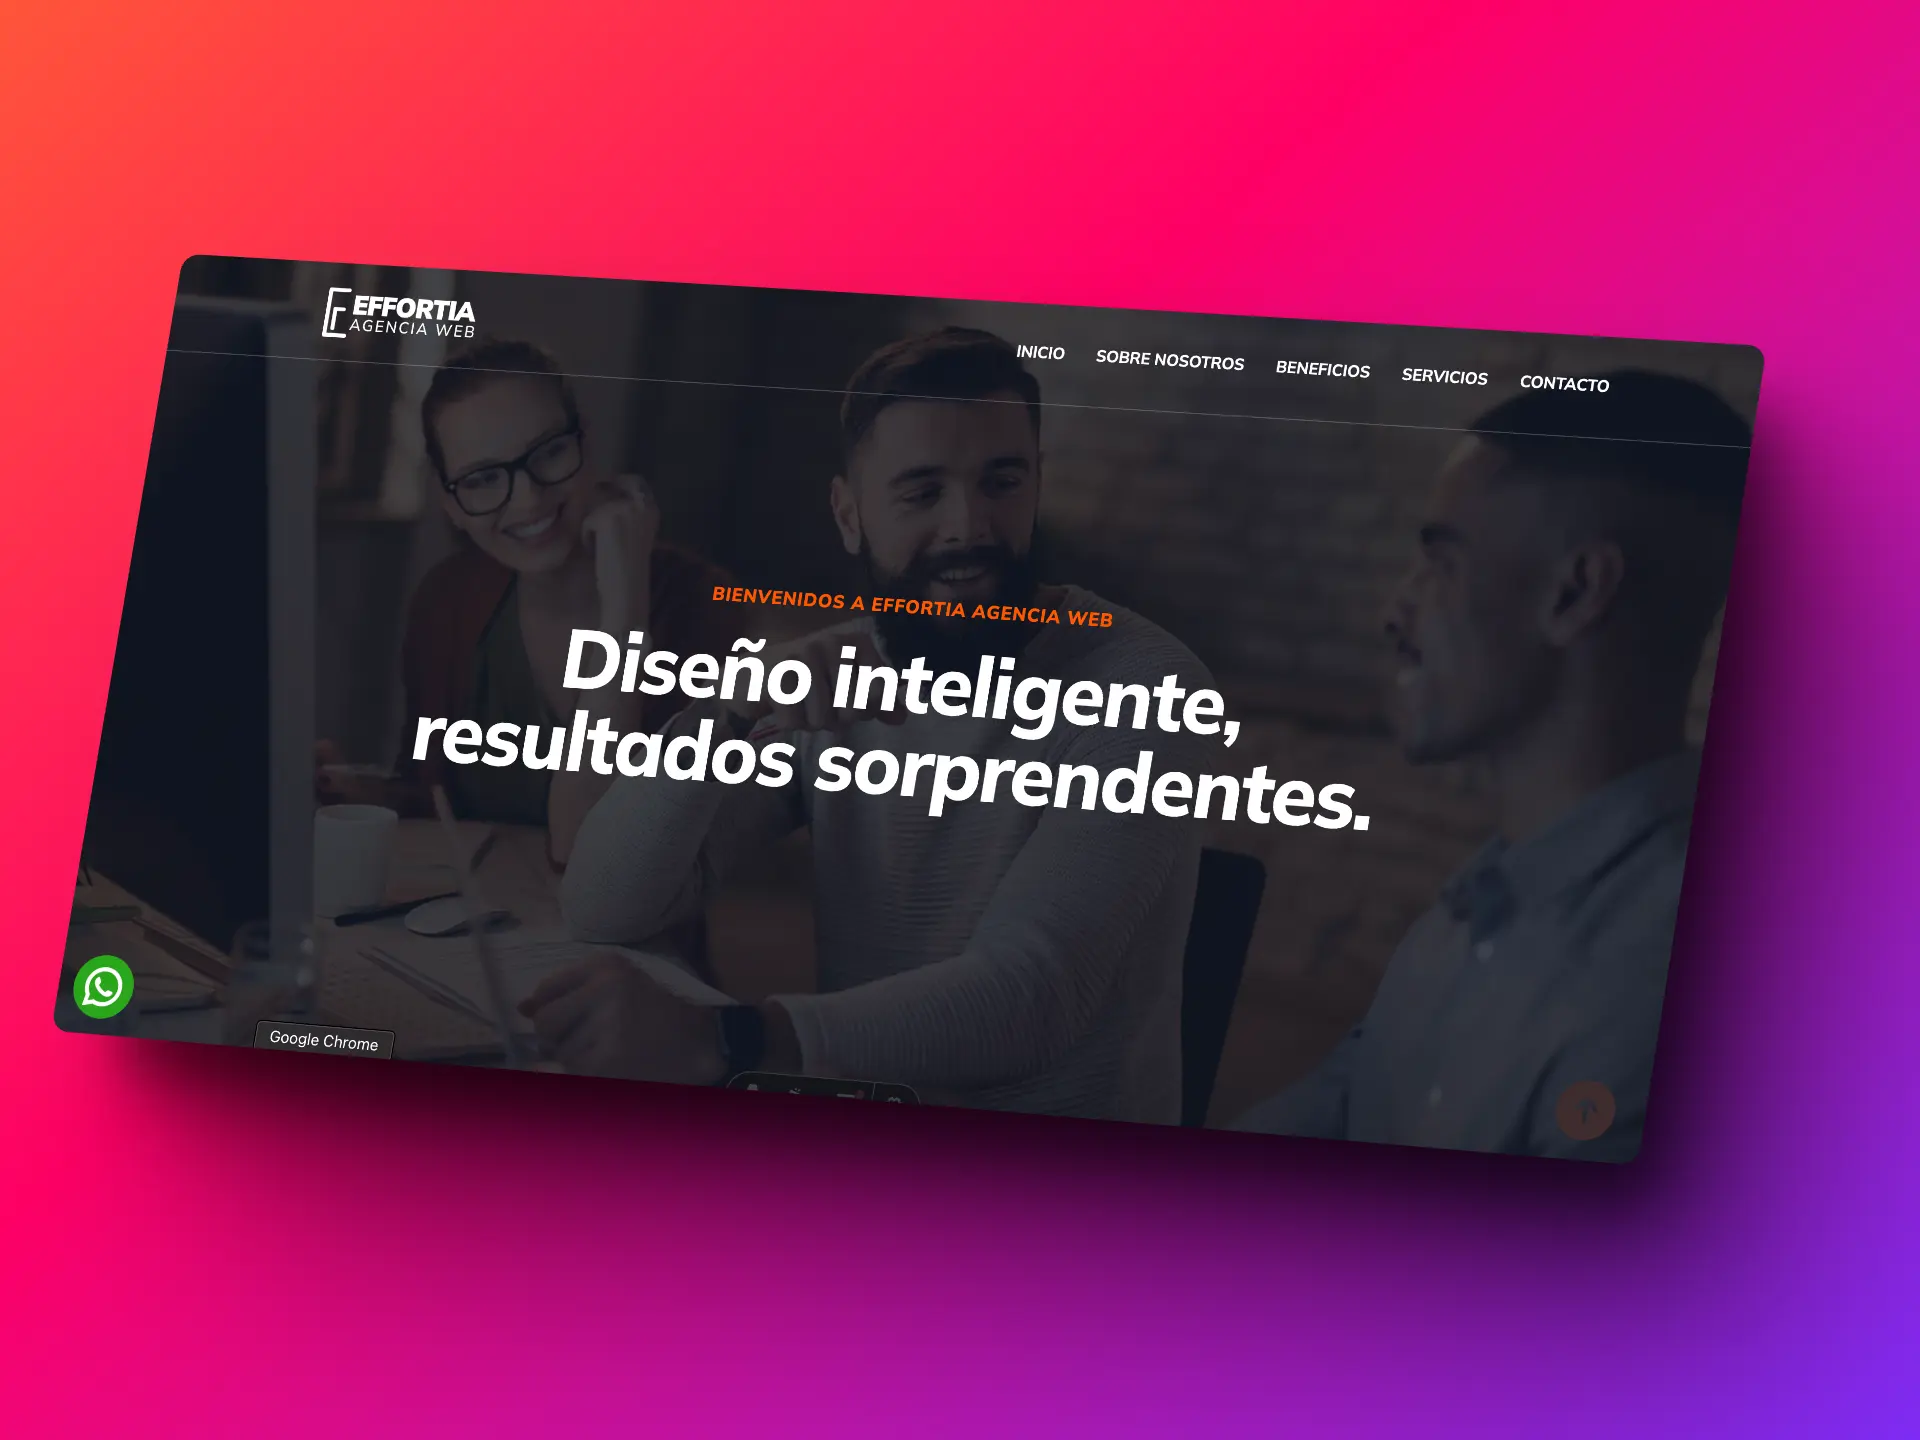 EFFORTIA
AGENCIA WEB
INICIO SOBRE NOSOTROS BENEFICIOS SERVICIOS CONTACTO
BIENVENIDOS A EFFORTIA AGENCIA WEB
Diseño inteligente,
resultados sorprendentes.
Google Chrome